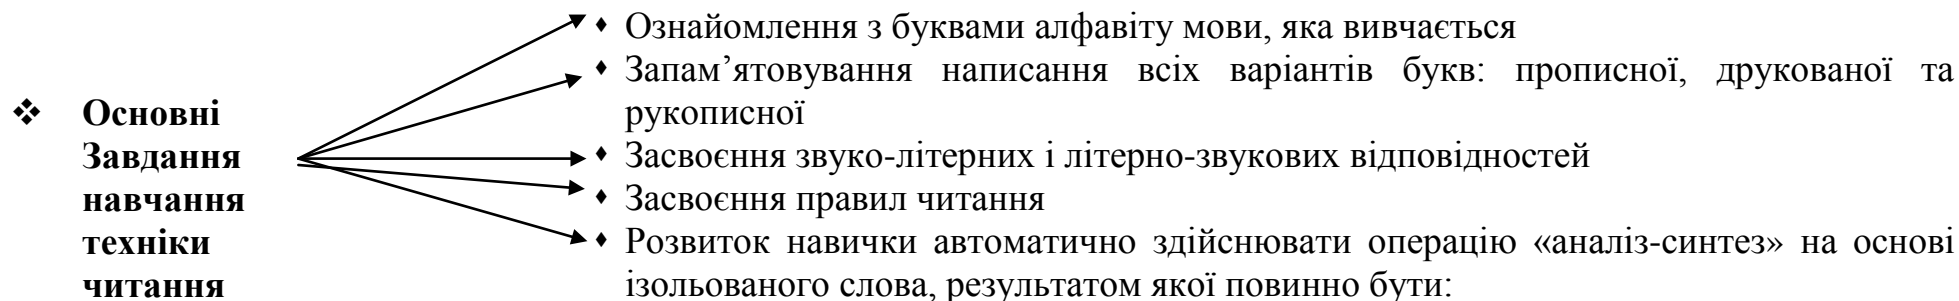 ❖ Основні
Завдання
навчання
техніки
читання
♦ Ознайомлення з буквами алфавіту мови, яка вивчається
♦ Запам’ятовування написання всіх варіантів букв: прописної, друкованої та
рукописної
♦ Засвоєння звуко-літерних і літерно-звукових відповідностей
♦ Засвоєння правил читання
♦ Розвиток навички автоматично здійснювати операцію «аналіз-синтез» на основі
ізольованого слова, результатом якої повинно бути: